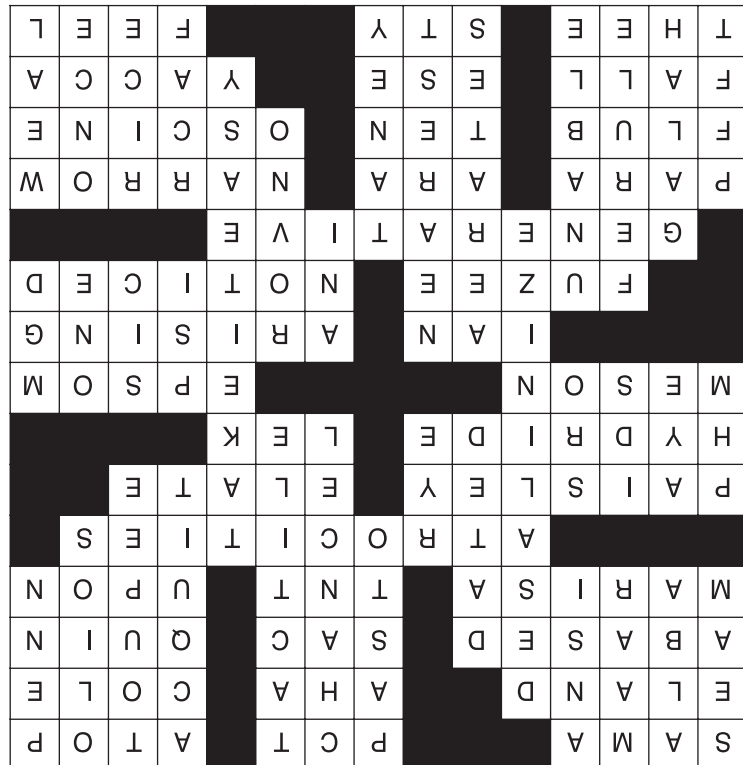 SAMA PCT ATOP
ELAND AHA COLE
ABASED SAC QUIN
MARISA TNT UPON
ATROCITIES
PAISLEY ELATE
HYDRIDE LEK
MESON EPSOM
IAN ARISING
FUZEE NOTICED
GENERATIVE
PARA ARA NARROW
FLUB TEN OSCINE
FALL ESE YACCA
THEE STY FEEL